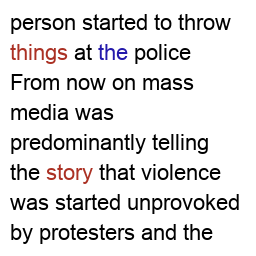 person started to throw
things at the police
From now on mass
media was
predominantly telling
the story that violence
was started unprovoked
by protesters and the